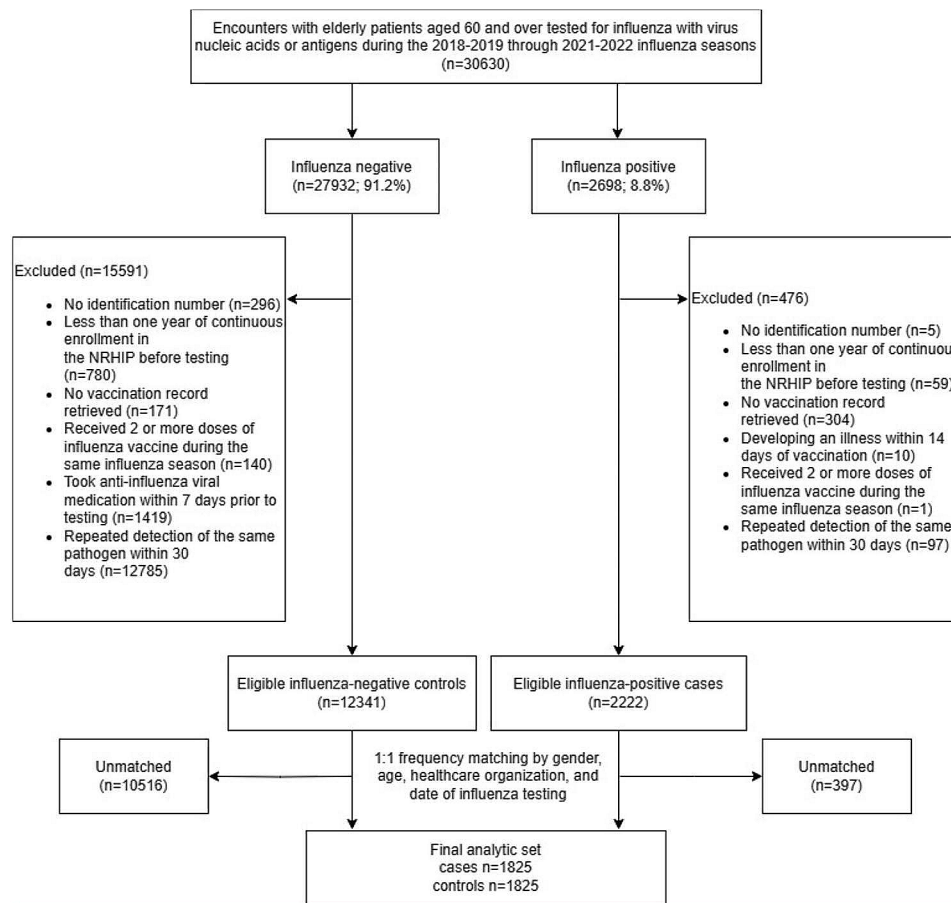 Encounters with elderly patients aged 60 and over tested for influenza with virus
nucleic acids or antigens during the 2018-2019 through 2021-2022 influenza seasons
(n=30630)
Influenza negative
(n=27932; 91.2%)
Influenza positive
(n=2698; 8.8%)
Excluded (n=15591)
• No identification number (n=296)
• Less than one year of continuous
enrollment in
the NRHIP before testing
(n=780)
• No vaccination record
retrieved (n=171)
• Received 2 or more doses of
influenza vaccine during the
same influenza season (n=140)
• Took anti-influenza viral
medication within 7 days prior to
testing (n=1419)
• Repeated detection of the same
pathogen within 30
days (n=12785)
Excluded (n=476)
• No identification number (n=5)
• Less than one year of continuou
enrollment in
the NRHIP before testing (n=59)
• No vaccination record
retrieved (n=304)
• Developing an illness within 14
days of vaccination (n=10)
• Received 2 or more doses of
influenza vaccine during the
same influenza season (n=1)
• Repeated detection of the same
pathogen within 30 days (n=97)
Eligible influenza-negative controls
(n=12341)
Eligible influenza-positive cases
(n=2222)
Unmatched
(n=10516)
1:1 frequency matching by gender,
age, healthcare organization, and
date of influenza testing
Unmatched
(n=397)
Final analytic set
cases n=1825
controls n=1825